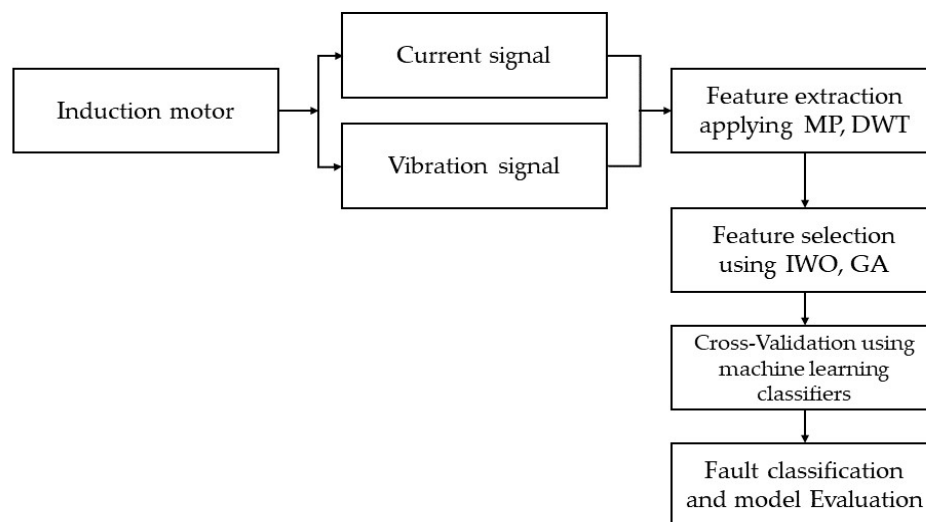 Induction motor
Current signal
Vibration signal
Feature extraction
applying MP, DWT
Feature selection
using IWO, GA
Cross-Validation using
machine learning
classifiers
Fault classification
and model Evaluation